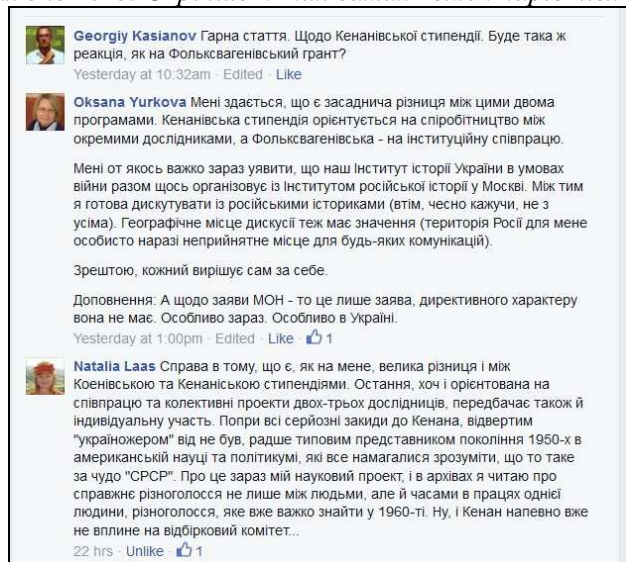 Georgiy Kasianov Гарна стаття. Щодо Кенанівської стипендії. Буде така ж
реакція, як на Фольксвагенівський грант?
Yesterday at 10:32am · Edited · Like
Oksana Yurkova Мені здається, що є засаднича різниця між цими двома
програмами. Кенанівська стипендія орієнтується на спіробітництво між
окремими дослідниками, а Фольксвагенівська - на інституційну співпрацю.
Мені от якось важко зараз уявити, що наш Інститут історії України в умовах
війни разом щось організовує із Інститутом російської історії у Москві. Між тим
я готова дискутувати із російськими істориками (втім, чесно кажучи, не з
усіма). Географічне місце дискусії теж має значення (територія Росії для мене
особисто наразі неприйнятне місце для будь-яких комунікацій).
Зрештою, кожний вирішує сам за себе.
Доповнення: А щодо заяви МОН - то це лише заява, директивного характеру
вона не має. Особливо зараз. Особливо в Україні.
Yesterday at 1:00pm · Edited · Like · 1
Natalia Laas Справа в тому, що є, як на мене, велика різниця і між
Коенівською та Кенаніською стипендіями. Остання, хоч і орієнтована на
співпрацю та колективні проекти двох-трьох дослідників, передбачає також й
індивідуальну участь. Попри всі серйозні закиди до Кенана, відвертим
"україножером" від не був, радше типовим представником покоління 1950-х в
американській науці та політикумі, які все намагалися зрозуміти, що то таке
за чудо "СРСР". Про це зараз мій науковий проект, і в архівах я читаю про
справжнє різноголосся не лише між людьми, але й часами в працях однієї
людини, різноголосся, яке вже важко знайти у 1960-ті. Ну, і Кенан напевно вже
не вплине на відбірковий комітет...
22 hrs · Unlike · 1